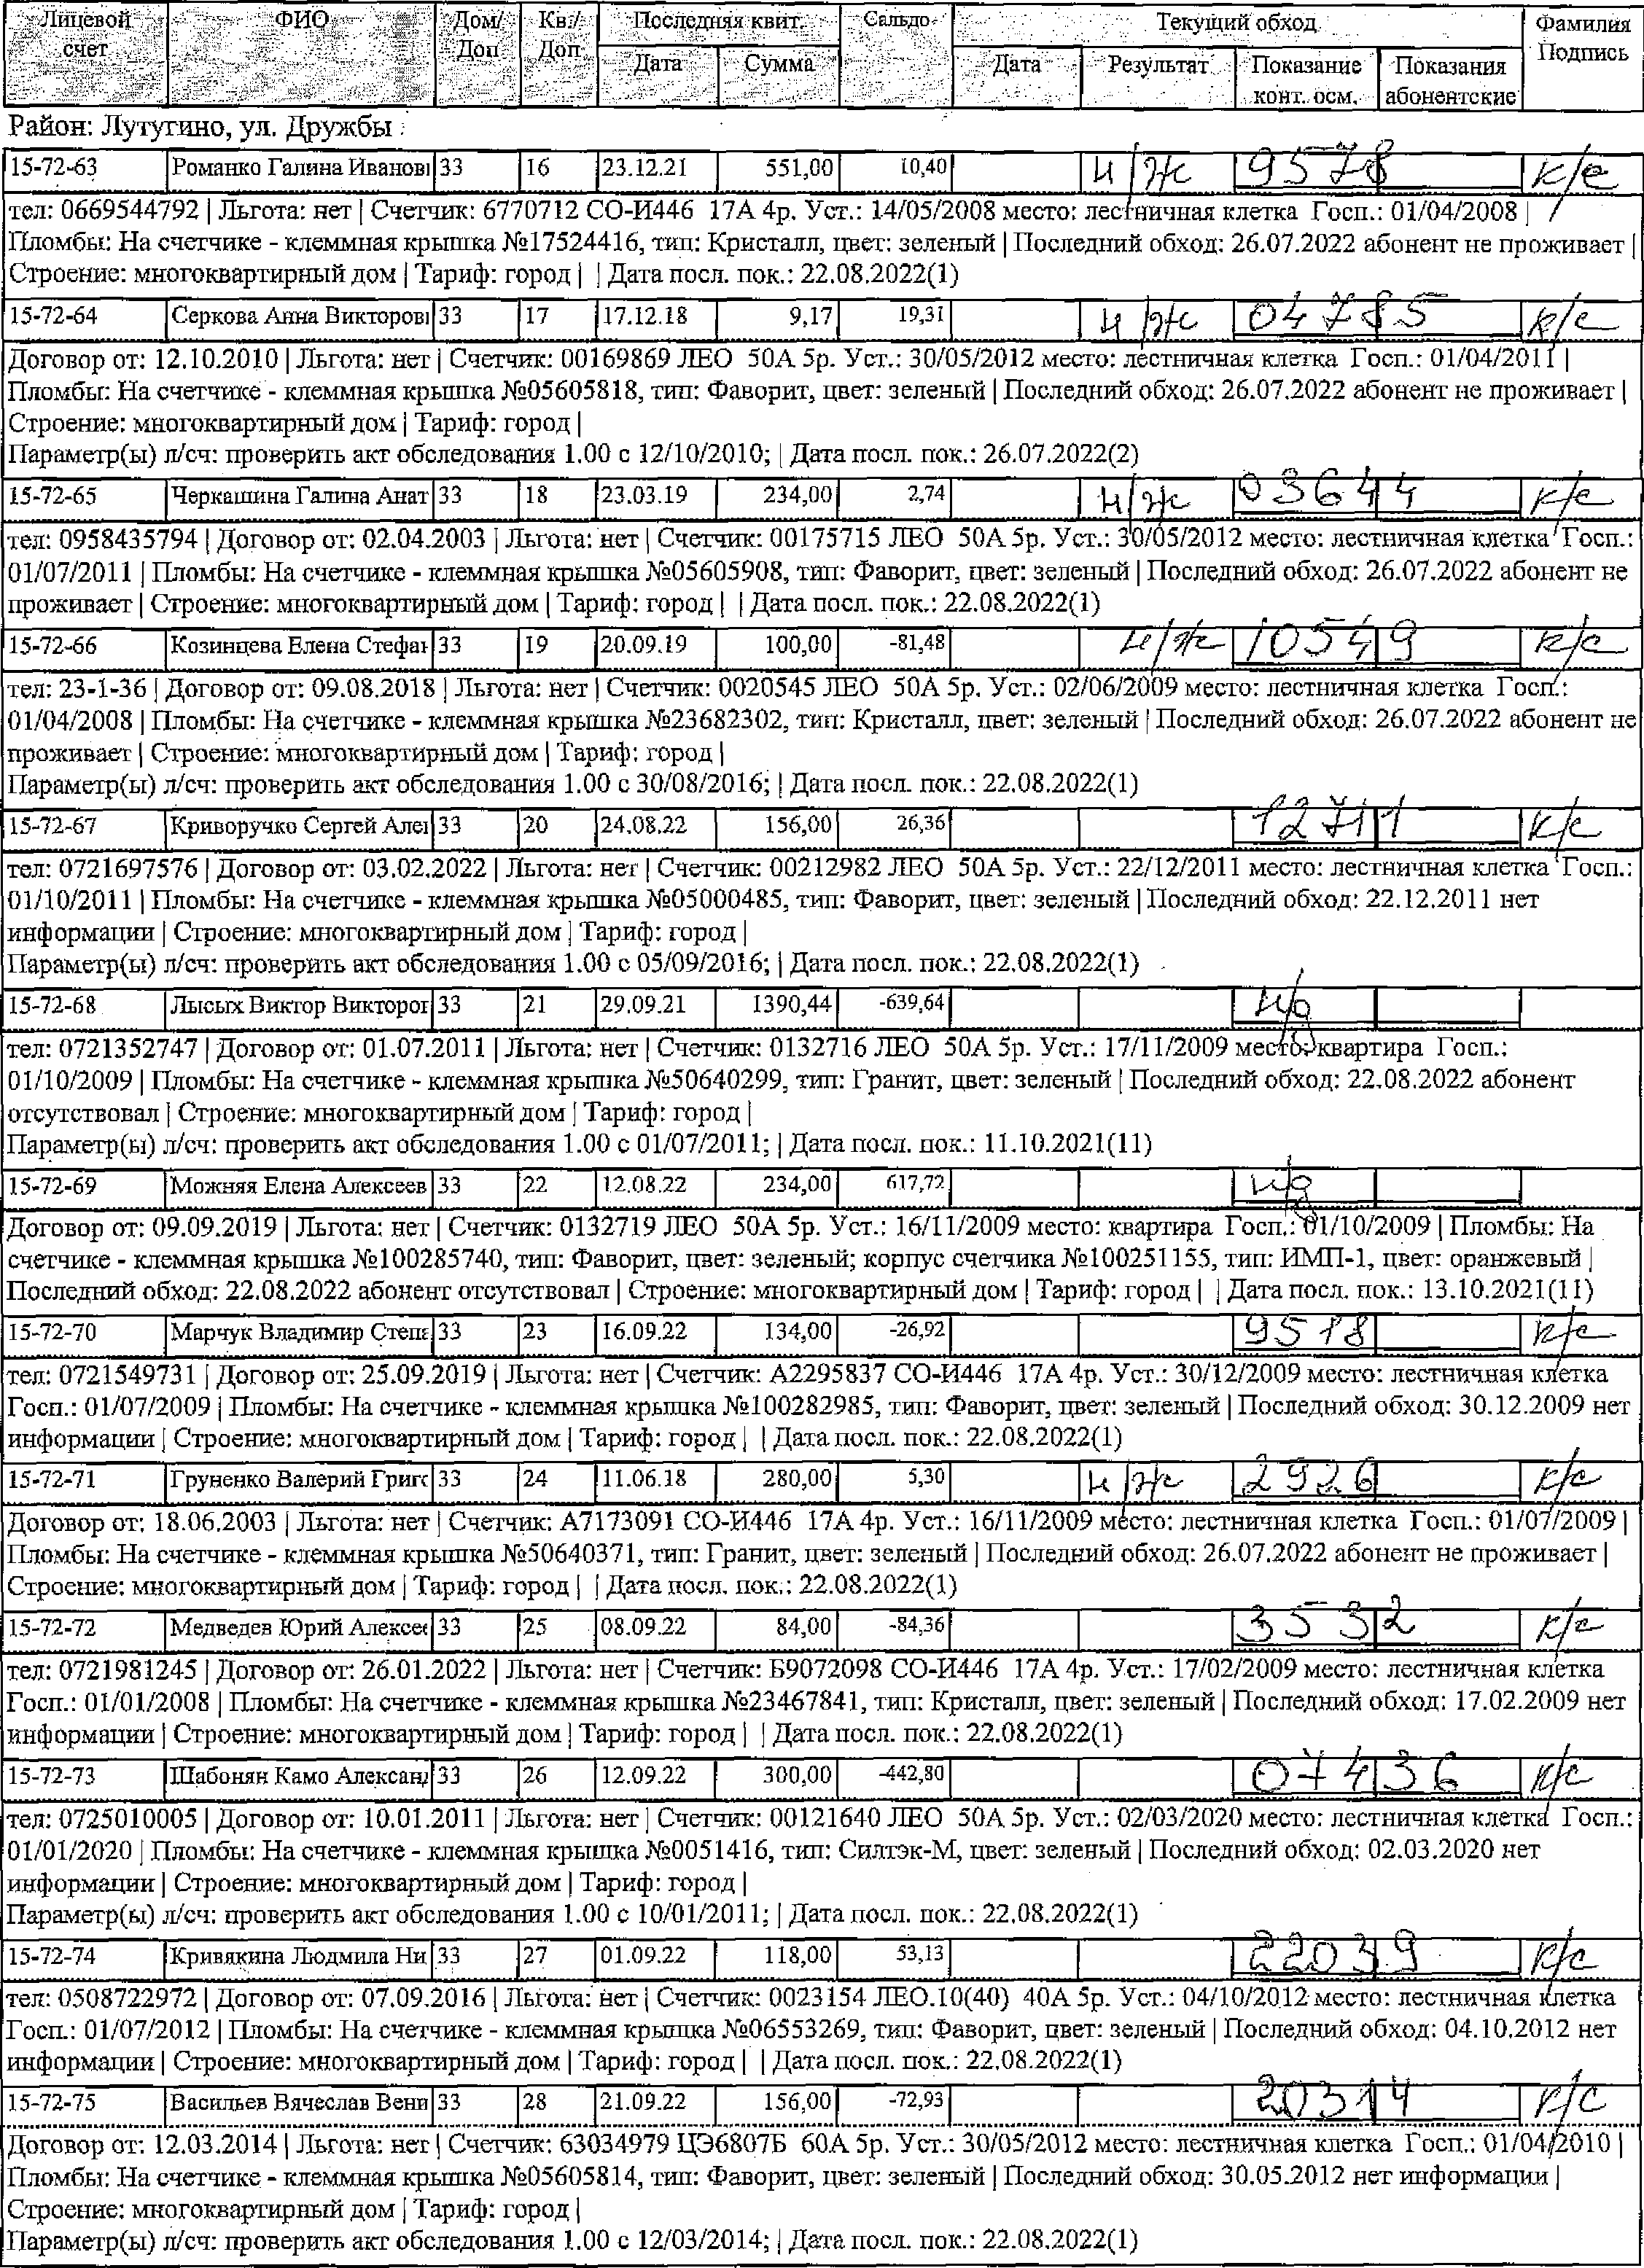 Лицевой счет ФИО Дом/ Доп Кв./ Доп Последняя квит. Дата Сумма Сальдо Текущий обход Дата Результат Показание конт. осм. Показания абонентские Фамилия Подпись
Район: Лутугино, ул. Дружбы
15-72-63 Романко Галина Иванов 33 16 23.12.21 551,00 10,40 н/ж 9578 к/с
тел: 0669544792 | Льгота: нет | Счетчик: 6770712 СО-И446 17А 4р. Уст.: 14/05/2008 место: лестничная клетка Госп.: 01/04/2008 |
Пломбы: На счетчике - клеммная крышка №17524416, тип: Кристалл, цвет: зеленый | Последний обход: 26.07.2022 абонент не проживает |
Строение: многоквартирный дом | Тариф: город | | Дата посл. пок.: 22.08.2022(1)
15-72-64 Серкова Анна Викторов 33 17 17.12.18 9,17 19,31 н/ж 04785 к/с
Договор от: 12.10.2010 | Льгота: нет | Счетчик: 00169869 ЛЕО 50А 5р. Уст.: 30/05/2012 место: лестничная клетка Госп.: 01/04/2011 |
Пломбы: На счетчике - клеммная крышка №05605818, тип: Фаворит, цвет: зеленый | Последний обход: 26.07.2022 абонент не проживает |
Строение: многоквартирный дом | Тариф: город |
Параметр(ы) л/сч: проверить акт обследования 1.00 с 12/10/2010; | Дата посл. пок.: 26.07.2022(2)
15-72-65 Черкашина Галина Анат 33 18 23.03.19 234,00 2,74 н/ж 03644 к/с
тел: 0958435794 | Договор от: 02.04.2003 | Льгота: нет | Счетчик: 00175715 ЛЕО 50А 5р. Уст.: 30/05/2012 место: лестничная клетка Госп.:
01/07/2011 | Пломбы: На счетчике - клеммная крышка №05605908, тип: Фаворит, цвет: зеленый | Последний обход: 26.07.2022 абонент не
проживает | Строение: многоквартирный дом | Тариф: город | | Дата посл. пок.: 22.08.2022(1)
15-72-66 Козинцева Елена Стефан 33 19 20.09.19 100,00 -81,48 н/ж 10549 к/с
тел: 23-1-36 | Договор от: 09.08.2018 | Льгота: нет | Счетчик: 0020545 ЛЕО 50А 5р. Уст.: 02/06/2009 место: лестничная клетка Госп.:
01/04/2008 | Пломбы: На счетчике - клеммная крышка №23682302, тип: Кристалл, цвет: зеленый | Последний обход: 26.07.2022 абонент не
проживает | Строение: многоквартирный дом | Тариф: город |
Параметр(ы) л/сч: проверить акт обследования 1.00 с 30/08/2016; | Дата посл. пок.: 22.08.2022(1)
15-72-67 Криворучко Сергей Але 33 20 24.08.22 156,00 26,36 12711 к/с
тел: 0721697576 | Договор от: 03.02.2022 | Льгота: нет | Счетчик: 00212982 ЛЕО 50А 5р. Уст.: 22/12/2011 место: лестничная клетка Госп.:
01/10/2011 | Пломбы: На счетчике - клеммная крышка №05000485, тип: Фаворит, цвет: зеленый | Последний обход: 22.12.2011 нет
информации | Строение: многоквартирный дом | Тариф: город |
Параметр(ы) л/сч: проверить акт обследования 1.00 с 05/09/2016; | Дата посл. пок.: 22.08.2022(1)
15-72-68 Лысых Виктор Викторо 33 21 29.09.21 1390,44 -639,64 н/д
тел: 0721352747 | Договор от: 01.07.2011 | Льгота: нет | Счетчик: 0132716 ЛЕО 50А 5р. Уст.: 17/11/2009 место: квартира Госп.:
01/10/2009 | Пломбы: На счетчике - клеммная крышка №50640299, тип: Гранит, цвет: зеленый | Последний обход: 22.08.2022 абонент
отсутствовал | Строение: многоквартирный дом | Тариф: город |
Параметр(ы) л/сч: проверить акт обследования 1.00 с 01/07/2011; | Дата посл. пок.: 11.10.2021(11)
15-72-69 Можняя Елена Алексеев 33 22 12.08.22 234,00 617,72 н/д
Договор от: 09.09.2019 | Льгота: нет | Счетчик: 0132719 ЛЕО 50А 5р. Уст.: 16/11/2009 место: квартира Госп.: 01/10/2009 | Пломбы: На
счетчике - клеммная крышка №100285740, тип: Фаворит, цвет: зеленый; корпус счетчика №100251155, тип: ИМП-1, цвет: оранжевый |
Последний обход: 22.08.2022 абонент отсутствовал | Строение: многоквартирный дом | Тариф: город | | Дата посл. пок.: 13.10.2021(11)
15-72-70 Марчук Владимир Степа 33 23 16.09.22 134,00 -26,92 9518 к/с
тел: 0721549731 | Договор от: 25.09.2019 | Льгота: нет | Счетчик: А2295837 СО-И446 17А 4р. Уст.: 30/12/2009 место: лестничная клетка
Госп.: 01/07/2009 | Пломбы: На счетчике - клеммная крышка №100282985, тип: Фаворит, цвет: зеленый | Последний обход: 30.12.2009 нет
информации | Строение: многоквартирный дом | Тариф: город | | Дата посл. пок.: 22.08.2022(1)
15-72-71 Груненко Валерий Григо 33 24 11.06.18 280,00 5,30 н/ж 2926 к/с
Договор от: 18.06.2003 | Льгота: нет | Счетчик: А7173091 СО-И446 17А 4р. Уст.: 16/11/2009 место: лестничная клетка Госп.: 01/07/2009 |
Пломбы: На счетчике - клеммная крышка №50640371, тип: Гранит, цвет: зеленый | Последний обход: 26.07.2022 абонент не проживает |
Строение: многоквартирный дом | Тариф: город | | Дата посл. пок.: 22.08.2022(1)
15-72-72 Медведев Юрий Алексе 33 25 08.09.22 84,00 -84,36 3532 к/с
тел: 0721981245 | Договор от: 26.01.2022 | Льгота: нет | Счетчик: Б9072098 СО-И446 17А 4р. Уст.: 17/02/2009 место: лестничная клетка
Госп.: 01/01/2008 | Пломбы: На счетчике - клеммная крышка №23467841, тип: Кристалл, цвет: зеленый | Последний обход: 17.02.2009 нет
информации | Строение: многоквартирный дом | Тариф: город | | Дата посл. пок.: 22.08.2022(1)
15-72-73 Шабонян Камо Алексан 33 26 12.09.22 300,00 -442,80 07436 к/с
тел: 0725010005 | Договор от: 10.01.2011 | Льгота: нет | Счетчик: 00121640 ЛЕО 50А 5р. Уст.: 02/03/2020 место: лестничная клетка Госп.:
01/01/2020 | Пломбы: На счетчике - клеммная крышка №0051416, тип: Силтэк-М, цвет: зеленый | Последний обход: 02.03.2020 нет
информации | Строение: многоквартирный дом | Тариф: город |
Параметр(ы) л/сч: проверить акт обследования 1.00 с 10/01/2011; | Дата посл. пок.: 22.08.2022(1)
15-72-74 Кривякина Людмила Ни 33 27 01.09.22 118,00 53,13 22039 к/с
тел: 0508722972 | Договор от: 07.09.2016 | Льгота: нет | Счетчик: 0023154 ЛЕО.10(40) 40А 5р. Уст.: 04/10/2012 место: лестничная клетка
Госп.: 01/07/2012 | Пломбы: На счетчике - клеммная крышка №06553269, тип: Фаворит, цвет: зеленый | Последний обход: 04.10.2012 нет
информации | Строение: многоквартирный дом | Тариф: город | | Дата посл. пок.: 22.08.2022(1)
15-72-75 Васильев Вячеслав Вени 33 28 21.09.22 156,00 -72,93 20314 к/с
Договор от: 12.03.2014 | Льгота: нет | Счетчик: 63034979 ЦЭ6807Б 60А 5р. Уст.: 30/05/2012 место: лестничная клетка Госп.: 01/04/2010 |
Пломбы: На счетчике - клеммная крышка №05605814, тип: Фаворит, цвет: зеленый | Последний обход: 30.05.2012 нет информации |
Строение: многоквартирный дом | Тариф: город |
Параметр(ы) л/сч: проверить акт обследования 1.00 с 12/03/2014; | Дата посл. пок.: 22.08.2022(1)